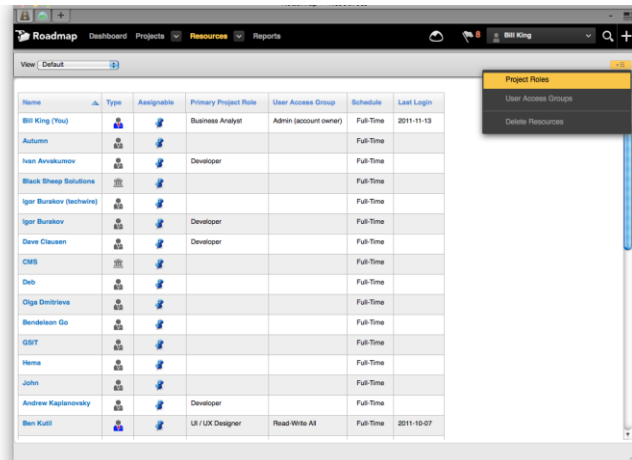 Roadmap Dashboard Projects Resources Reports 8 Bill King
View Default
Project Roles
User Access Groups
Delete Resources
Name Type Assignable Primary Project Role User Access Group Schedule Last Login
Bill King (You) Business Analyst Admin (account owner) Full-Time 2011-11-13
Autumn Full-Time
Ivan Avvakumov Developer Full-Time
Black Sheep Solutions Full-Time
Igor Burakov (techwire) Full-Time
Igor Burakov Developer Full-Time
Dave Clausen Developer Full-Time
CMS Full-Time
Deb Full-Time
Olga Dmitrieva Full-Time
Bendelson Go Full-Time
GSIT Full-Time
Hema Full-Time
John Full-Time
Andrew Kaplanovsky Developer Full-Time
Ben Kutil UI / UX Designer Read-Write All Full-Time 2011-10-07